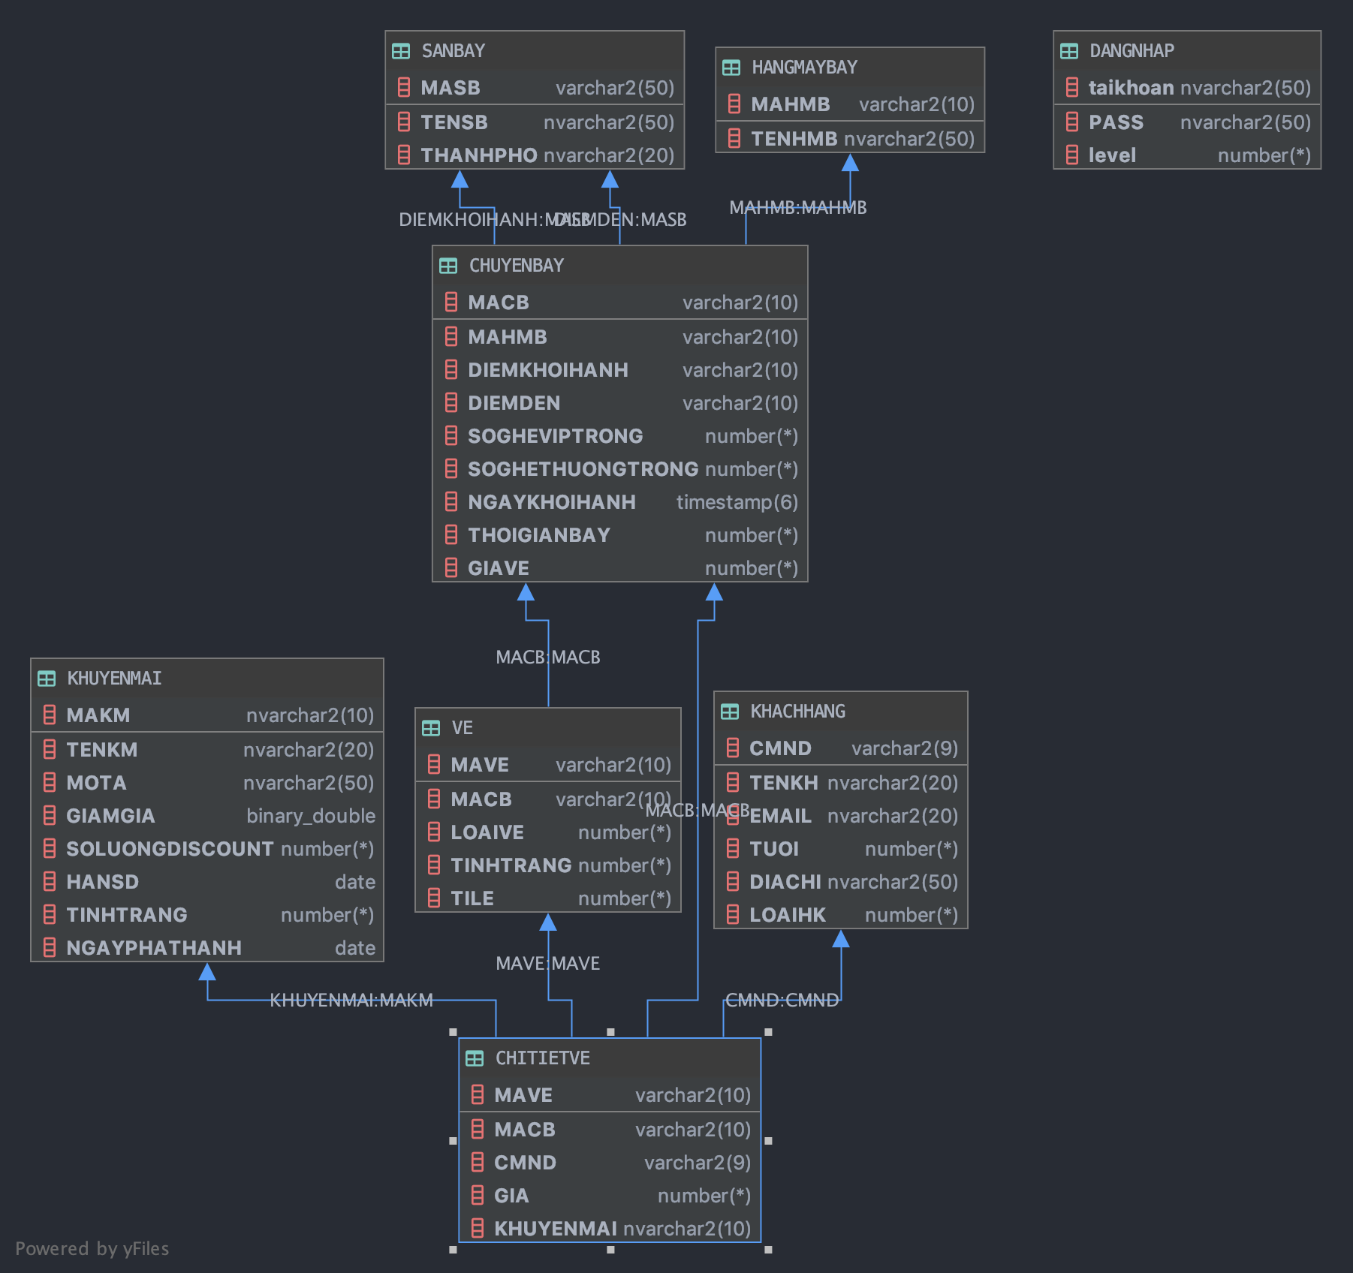 SANBAY
MASB varchar2(50)
TENSB nvarchar2(50)
THANHPHO nvarchar2(20)
HANGMAYBAY
MAHMB varchar2(10)
TENHMB nvarchar2(50)
DANGNHAP
taikhoan nvarchar2(50)
PASS nvarchar2(50)
level number(*)
DIEMKHOIHANH:MASB
DIEMDEN:MASB
MAHMB:MAHMB
CHUYENBAY
MACB varchar2(10)
MAHMB varchar2(10)
DIEMKHOIHANH varchar2(10)
DIEMDEN varchar2(10)
SOGHEVIPTRONG number(*)
SOGHETHUONGTRONG number(*)
NGAYKHOIHANH timestamp(6)
THOIGIANBAY number(*)
GIAVE number(*)
MACB:MACB
KHUYENMAI
MAKM nvarchar2(10)
TENKM nvarchar2(20)
MOTA nvarchar2(50)
GIAMGIA binary_double
SOLUONGDISCOUNT number(*)
HANSD date
TINHTRANG number(*)
NGAYPHATHANH date
VE
MAVE varchar2(10)
MACB varchar2(10)
LOAIVE number(*)
TINHTRANG number(*)
TILE number(*)
MACB:MACB
KHACHHANG
CMND varchar2(9)
TENKH nvarchar2(20)
EMAIL nvarchar2(20)
TUOI number(*)
DIACHI nvarchar2(50)
LOAIHK number(*)
MAVE:MAVE
KHUYENMAI:MAKM
CMND:CMND
CHITIETVE
MAVE varchar2(10)
MACB varchar2(10)
CMND varchar2(9)
GIA number(*)
KHUYENMAI nvarchar2(10)
Powered by yFiles